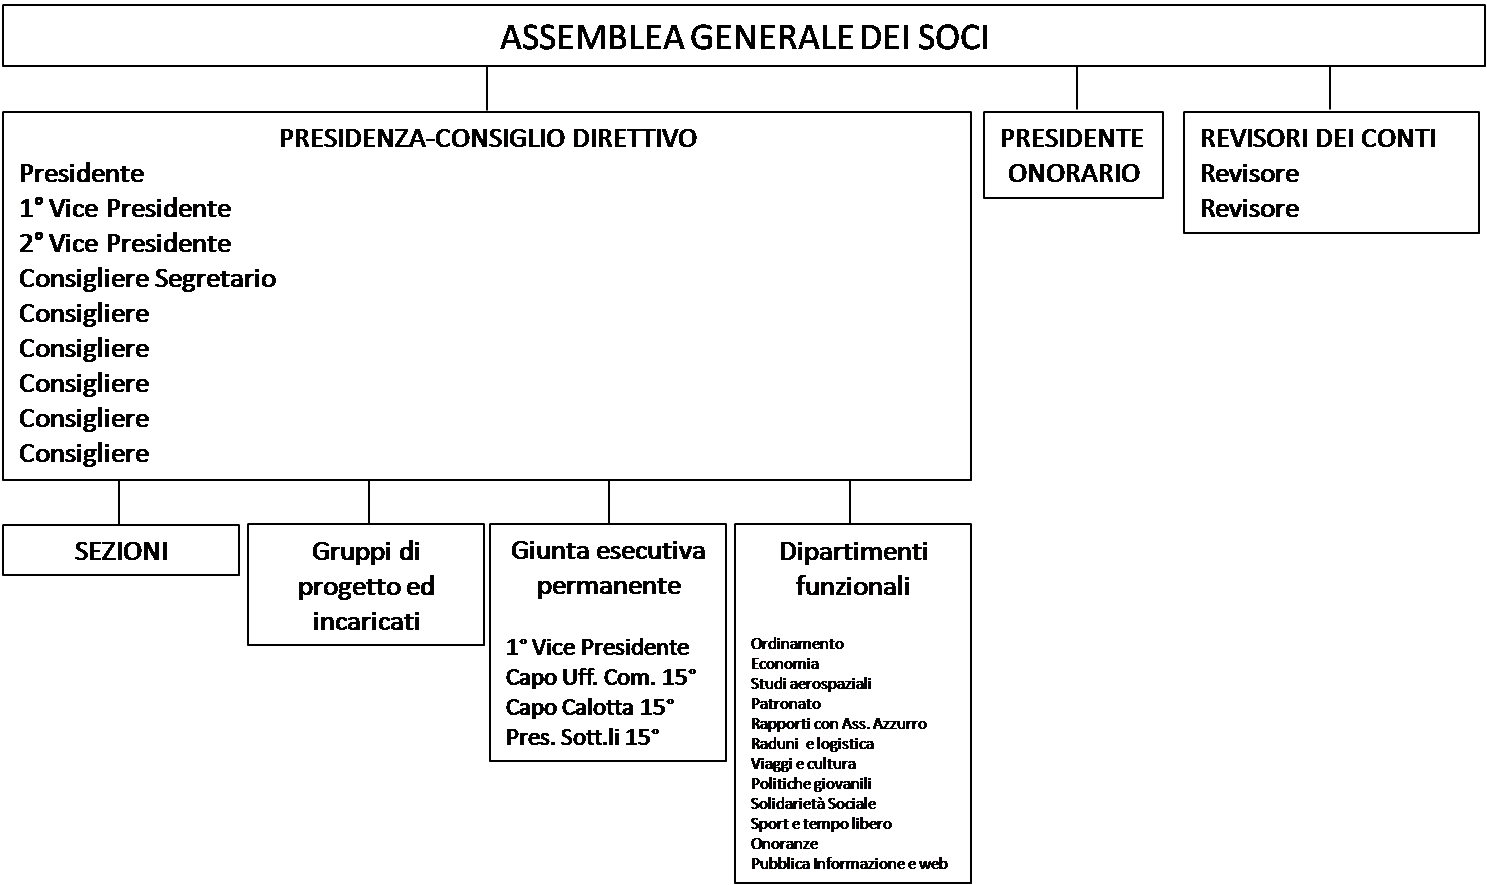 ASSEMBLEA GENERALE DEI SOCI
PRESIDENZA-CONSIGLIO DIRETTIVO
Presidente
1° Vice Presidente
2° Vice Presidente
Consigliere Segretario
Consigliere
Consigliere
Consigliere
Consigliere
Consigliere
PRESIDENTE
ONORARIO
REVISORI DEI CONTI
Revisore
Revisore
SEZIONI
Gruppi di
progetto ed
incaricati
Giunta esecutiva
permanente
1° Vice Presidente
Capo Uff. Com. 15°
Capo Calotta 15°
Pres. Sott.li 15°
Dipartimenti
funzionali
Ordinamento
Economia
Studi aerospaziali
Patronato
Rapporti con Ass. Azzurro
Raduni e logistica
Viaggi e cultura
Politiche giovanili
Solidarietà Sociale
Sport e tempo libero
Onoranze
Pubblica Informazione e web